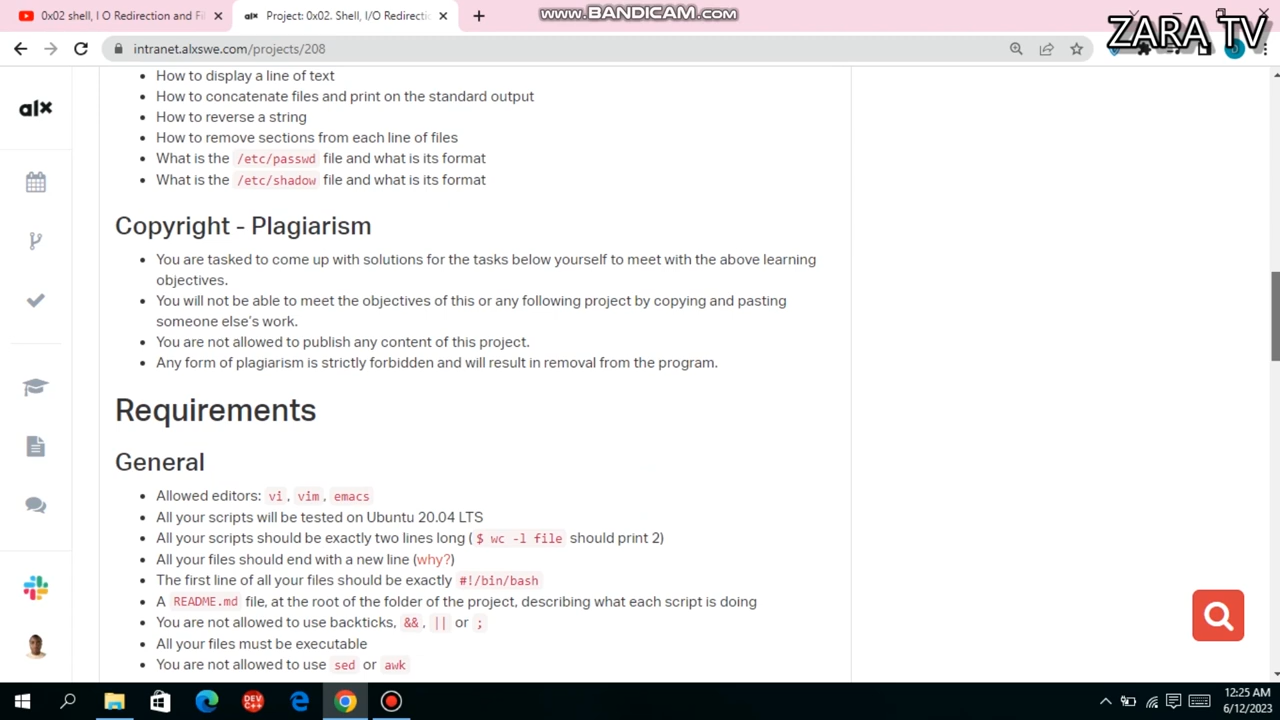 0x02 shell, I O Redirection and Fi
Project: 0x02. Shell, I/O Redirecti
www.BANDICAM.com
ZARA TV
intranet.alxswe.com/projects/208
alx
How to display a line of text
How to concatenate files and print on the standard output
How to reverse a string
How to remove sections from each line of files
What is the /etc/passwd file and what is its format
What is the /etc/shadow file and what is its format
Copyright - Plagiarism
You are tasked to come up with solutions for the tasks below yourself to meet with the above learning
objectives.
You will not be able to meet the objectives of this or any following project by copying and pasting
someone else's work.
You are not allowed to publish any content of this project.
Any form of plagiarism is strictly forbidden and will result in removal from the program.
Requirements
General
Allowed editors: vi, vim, emacs
All your scripts will be tested on Ubuntu 20.04 LTS
All your scripts should be exactly two lines long ( $ wc -l file should print 2)
All your files should end with a new line (why?)
The first line of all your files should be exactly #!/bin/bash
A README.md file, at the root of the folder of the project, describing what each script is doing
You are not allowed to use backticks, &&, || or ;
All your files must be executable
You are not allowed to use sed or awk
DEV
C++
12:25 AM
6/12/2023